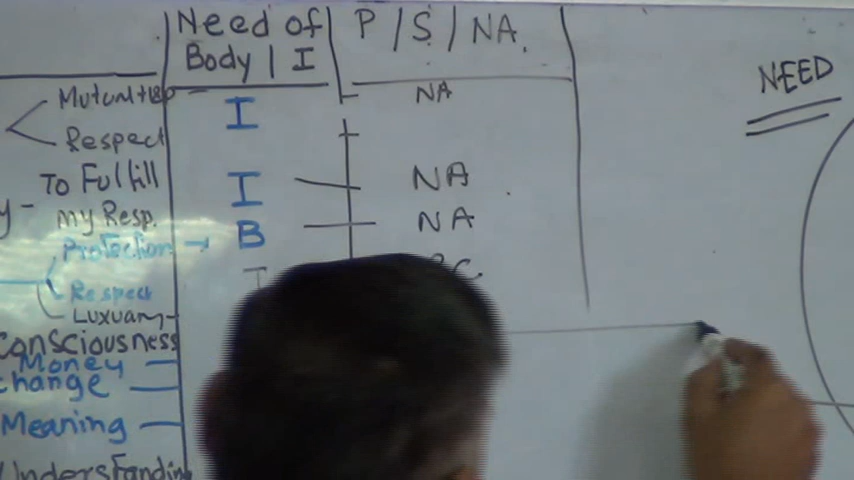 Need of P/S/NA.
Body/I
NEED
I NA
Respect
To Fulfill I NA
y- my Resp. B NA
Protection
Respect
consciousness
Money
change
Meaning
Understanding